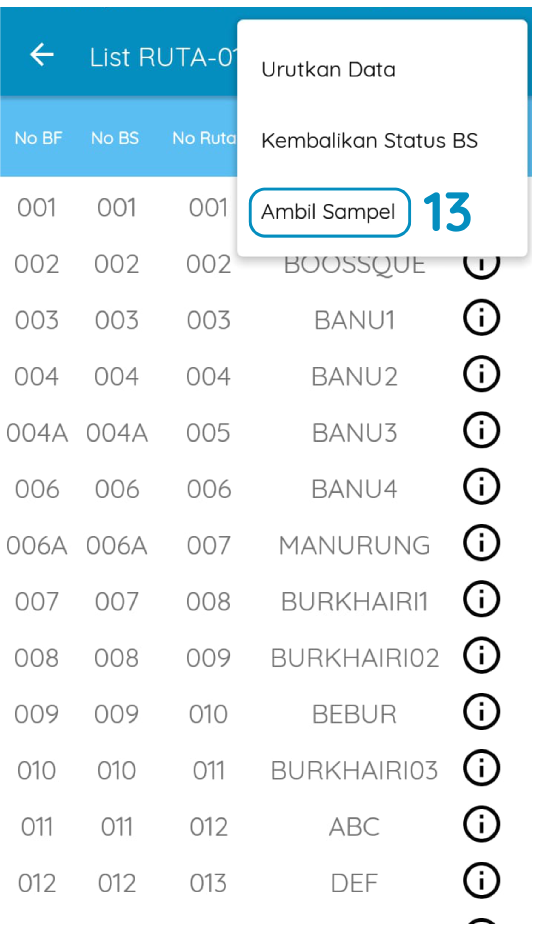 List RUTA-01
Urutkan Data
No BF No BS No Ruta
Kembalikan Status BS
001 001 001
Ambil Sampel 13
002 002 002 BOOSSQUE
003 003 003 BANU1
004 004 004 BANU2
004A 004A 005 BANU3
006 006 006 BANU4
006A 006A 007 MANURUNG
007 007 008 BURKHAIRI1
008 008 009 BURKHAIRI02
009 009 010 BEBUR
010 010 011 BURKHAIRI03
011 011 012 ABC
012 012 013 DEF